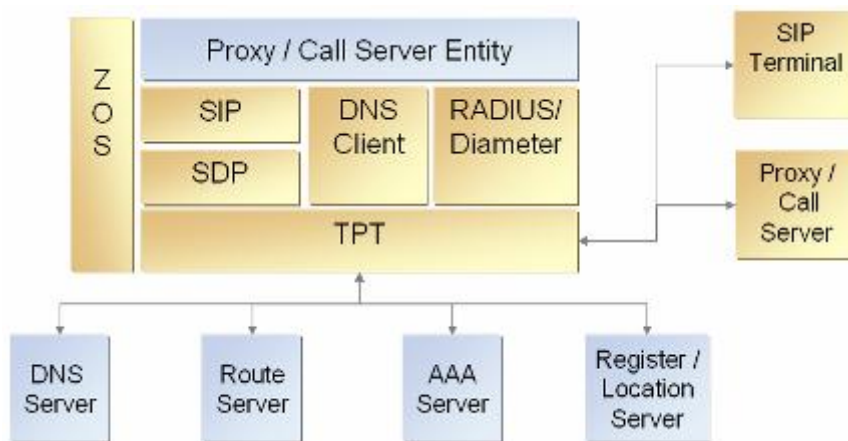 Z
O
S
Proxy / Call Server Entity
SIP
SDP
DNS
Client
RADIUS/
Diameter
TPT
SIP
Terminal
Proxy /
Call
Server
DNS
Server
Route
Server
AAA
Server
Register /
Location
Server